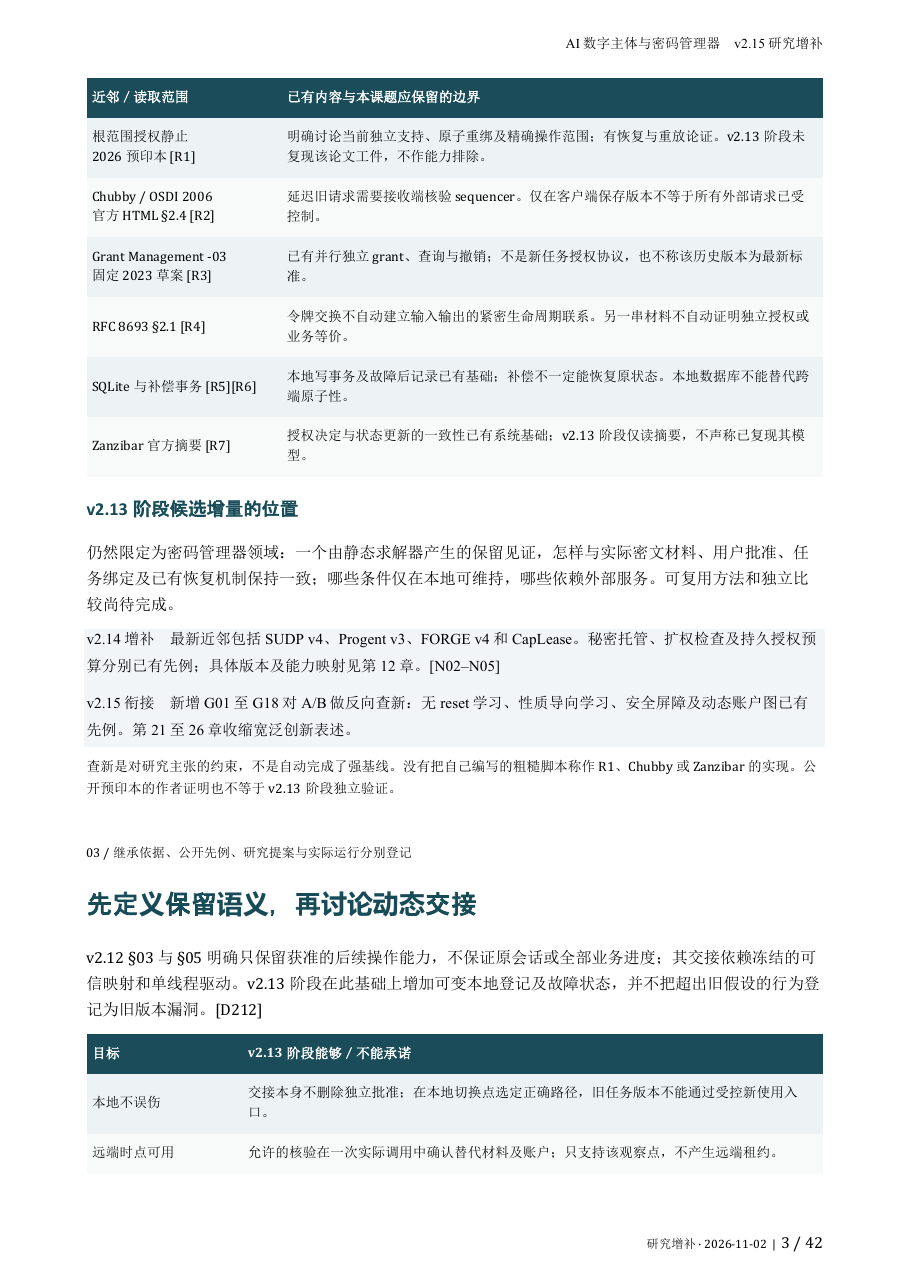 AI 数字主体与密码管理器 v2.15 研究增补
近邻 / 读取范围 已有内容与本课题应保留的边界
根范围授权静止
2026 预印本 [R1]
明确讨论当前独立支持、原子重绑及精确操作范围；有恢复与重放论证。v2.13 阶段未
复现该论文工件，不作能力排除。
Chubby / OSDI 2006
官方 HTML §2.4 [R2]
延迟旧请求需要接收端核验 sequencer。仅在客户端保存版本不等于所有外部请求已受
控制。
Grant Management -03
固定 2023 草案 [R3]
已有并行独立 grant、查询与撤销；不是新任务授权协议，也不称该历史版本为最新标
准。
RFC 8693 §2.1 [R4]
令牌交换不自动建立输入输出的紧密生命周期联系。另一串材料不自动证明独立授权或
业务等价。
SQLite 与补偿事务 [R5][R6]
本地写事务及故障后记录已有基础；补偿不一定能恢复原状态。本地数据库不能替代跨
端原子性。
Zanzibar 官方摘要 [R7]
授权决定与状态更新的一致性已有系统基础；v2.13 阶段仅读摘要，不声称已复现其模
型。
v2.13 阶段候选增量的位置
仍然限定为密码管理器领域：一个由静态求解器产生的保留见证，怎样与实际密文材料、用户批准、任
务绑定及已有恢复机制保持一致；哪些条件仅在本地可维持，哪些依赖外部服务。可复用方法和独立比
较尚待完成。
v2.14 增补 最新近邻包括 SUDP v4、Progent v3、FORGE v4 和 CapLease。秘密托管、扩权检查及持久授权预
算分别已有先例；具体版本及能力映射见第 12 章。[N02–N05]
v2.15 衔接 新增 G01 至 G18 对 A/B 做反向查新：无 reset 学习、性质导向学习、安全屏障及动态账户图已有
先例。第 21 至 26 章收缩宽泛创新表述。
查新是对研究主张的约束，不是自动完成了强基线。没有把自己编写的粗糙脚本称作 R1、Chubby 或 Zanzibar 的实现。公
开预印本的作者证明也不等于 v2.13 阶段独立验证。
03 / 继承依据、公开先例、研究提案与实际运行分别登记
先定义保留语义，再讨论动态交接
v2.12 §03 与 §05 明确只保留获准的后续操作能力，不保证原会话或全部业务进度；其交接依赖冻结的可
信映射和单线程驱动。v2.13 阶段在此基础上增加可变本地登记及故障状态，并不把超出旧假设的行为登
记为旧版本漏洞。[D212]
目标 v2.13 阶段能够 / 不能承诺
本地不误伤
交接本身不删除独立批准；在本地切换点选定正确路径，旧任务版本不能通过受控新使用入
口。
远端时点可用 允许的核验在一次实际调用中确认替代材料及账户；只支持该观察点，不产生远端租约。
研究增补 · 2026-11-02 | 3 / 42